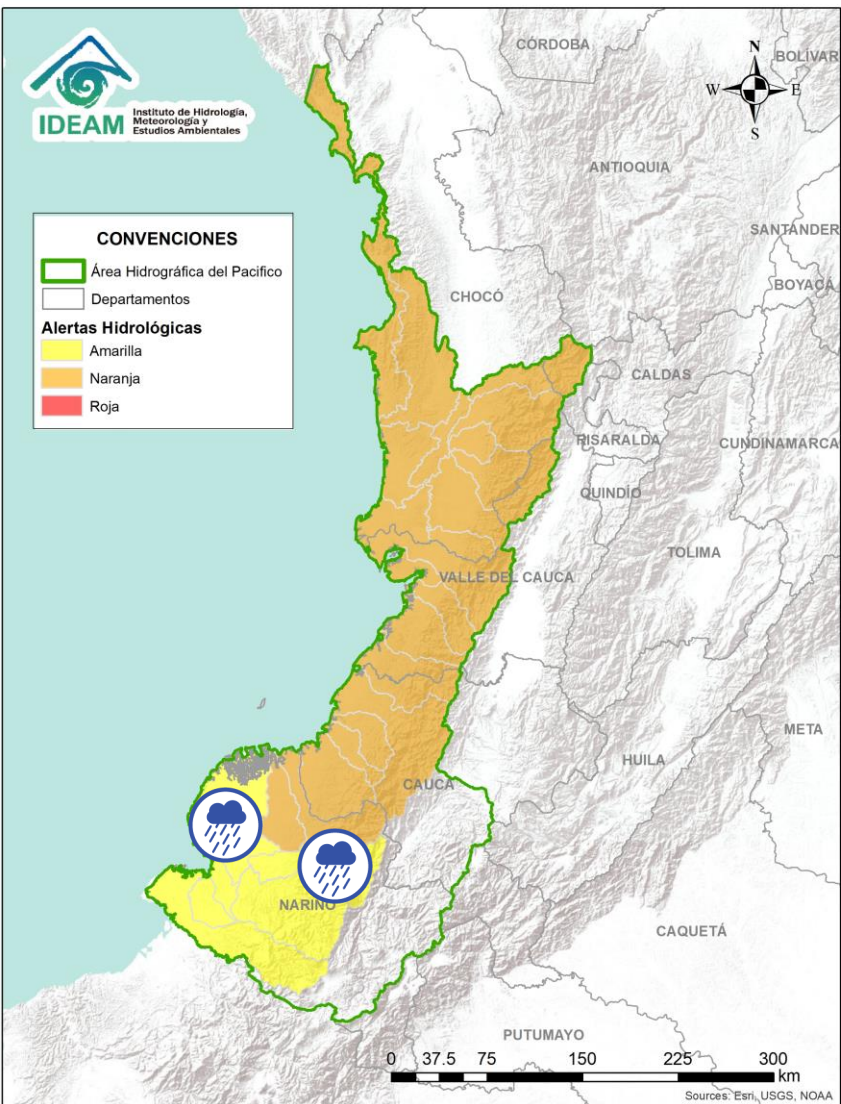 IDEAM
Instituto de Hidrología,
Meteorología y
Estudios Ambientales
CÓRDOBA
BOLÍVAR
N
W
E
S
ANTIOQUIA
SANTANDER
BOYACÁ
CONVENCIONES
Área Hidrográfica del Pacifico
Departamentos
Alertas Hidrológicas
Amarilla
Naranja
Roja
CHOCÓ
CALDAS
RISARALDA
CUNDINAMARCA
QUINDÍO
TOLIMA
VALLE DEL CAUCA
META
HUILA
CAUCA
NARIÑO
CAQUETÁ
PUTUMAYO
0 37.5 75 150 225 300
km
Sources: Esri, USGS, NOAA